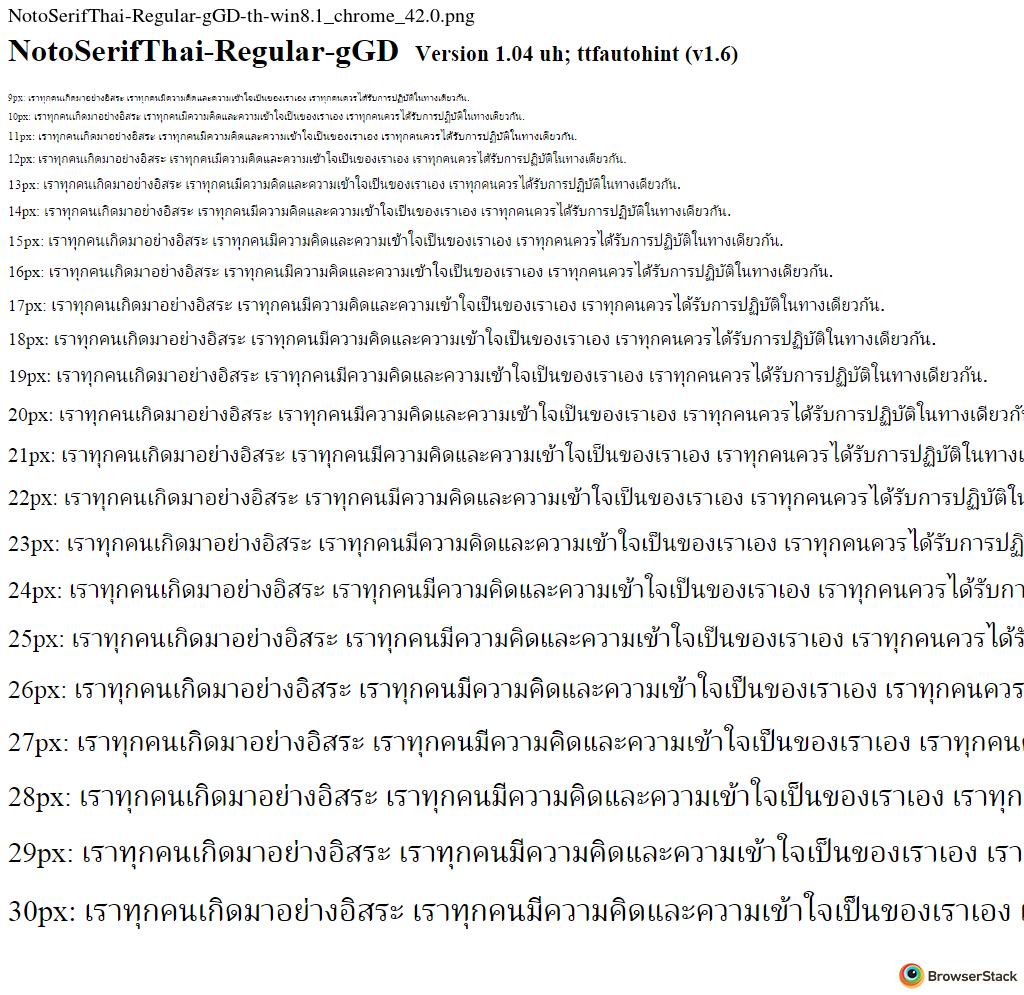 NotoSerifThai-Regular-gGD-th-win8.1_chrome_42.0.png
NotoSerifThai-Regular-gGD Version 1.04 uh; ttfautohint (v1.6)
9px: เราทุกคนเกิดมาอย่างอิสระ เราทุกคนมีความคิดและความเข้าใจเป็นของเราเอง เราทุกคนควรได้รับการปฏิบัติในทางเดียวกัน.
10px: เราทุกคนเกิดมาอย่างอิสระ เราทุกคนมีความคิดและความเข้าใจเป็นของเราเอง เราทุกคนควรได้รับการปฏิบัติในทางเดียวกัน.
11px: เราทุกคนเกิดมาอย่างอิสระ เราทุกคนมีความคิดและความเข้าใจเป็นของเราเอง เราทุกคนควรได้รับการปฏิบัติในทางเดียวกัน.
12px: เราทุกคนเกิดมาอย่างอิสระ เราทุกคนมีความคิดและความเข้าใจเป็นของเราเอง เราทุกคนควรได้รับการปฏิบัติในทางเดียวกัน.
13px: เราทุกคนเกิดมาอย่างอิสระ เราทุกคนมีความคิดและความเข้าใจเป็นของเราเอง เราทุกคนควรได้รับการปฏิบัติในทางเดียวกัน.
14px: เราทุกคนเกิดมาอย่างอิสระ เราทุกคนมีความคิดและความเข้าใจเป็นของเราเอง เราทุกคนควรได้รับการปฏิบัติในทางเดียวกัน.
15px: เราทุกคนเกิดมาอย่างอิสระ เราทุกคนมีความคิดและความเข้าใจเป็นของเราเอง เราทุกคนควรได้รับการปฏิบัติในทางเดียวกัน.
16px: เราทุกคนเกิดมาอย่างอิสระ เราทุกคนมีความคิดและความเข้าใจเป็นของเราเอง เราทุกคนควรได้รับการปฏิบัติในทางเดียวกัน.
17px: เราทุกคนเกิดมาอย่างอิสระ เราทุกคนมีความคิดและความเข้าใจเป็นของเราเอง เราทุกคนควรได้รับการปฏิบัติในทางเดียวกัน.
18px: เราทุกคนเกิดมาอย่างอิสระ เราทุกคนมีความคิดและความเข้าใจเป็นของเราเอง เราทุกคนควรได้รับการปฏิบัติในทางเดียวกัน.
19px: เราทุกคนเกิดมาอย่างอิสระ เราทุกคนมีความคิดและความเข้าใจเป็นของเราเอง เราทุกคนควรได้รับการปฏิบัติในทางเดียวกัน.
20px: เราทุกคนเกิดมาอย่างอิสระ เราทุกคนมีความคิดและความเข้าใจเป็นของเราเอง เราทุกคนควรได้รับการปฏิบัติในทางเดียวกัน
21px: เราทุกคนเกิดมาอย่างอิสระ เราทุกคนมีความคิดและความเข้าใจเป็นของเราเอง เราทุกคนควรได้รับการปฏิบัติในทางเ
22px: เราทุกคนเกิดมาอย่างอิสระ เราทุกคนมีความคิดและความเข้าใจเป็นของเราเอง เราทุกคนควรได้รับการปฏิบัติใน
23px: เราทุกคนเกิดมาอย่างอิสระ เราทุกคนมีความคิดและความเข้าใจเป็นของเราเอง เราทุกคนควรได้รับการปฏิ
24px: เราทุกคนเกิดมาอย่างอิสระ เราทุกคนมีความคิดและความเข้าใจเป็นของเราเอง เราทุกคนควรได้รับกา
25px: เราทุกคนเกิดมาอย่างอิสระ เราทุกคนมีความคิดและความเข้าใจเป็นของเราเอง เราทุกคนควรได้รั
26px: เราทุกคนเกิดมาอย่างอิสระ เราทุกคนมีความคิดและความเข้าใจเป็นของเราเอง เราทุกคนควร
27px: เราทุกคนเกิดมาอย่างอิสระ เราทุกคนมีความคิดและความเข้าใจเป็นของเราเอง เราทุกคน
28px: เราทุกคนเกิดมาอย่างอิสระ เราทุกคนมีความคิดและความเข้าใจเป็นของเราเอง เราทุก
29px: เราทุกคนเกิดมาอย่างอิสระ เราทุกคนมีความคิดและความเข้าใจเป็นของเราเอง เรา
30px: เราทุกคนเกิดมาอย่างอิสระ เราทุกคนมีความคิดและความเข้าใจเป็นของเราเอง เ
BrowserStack